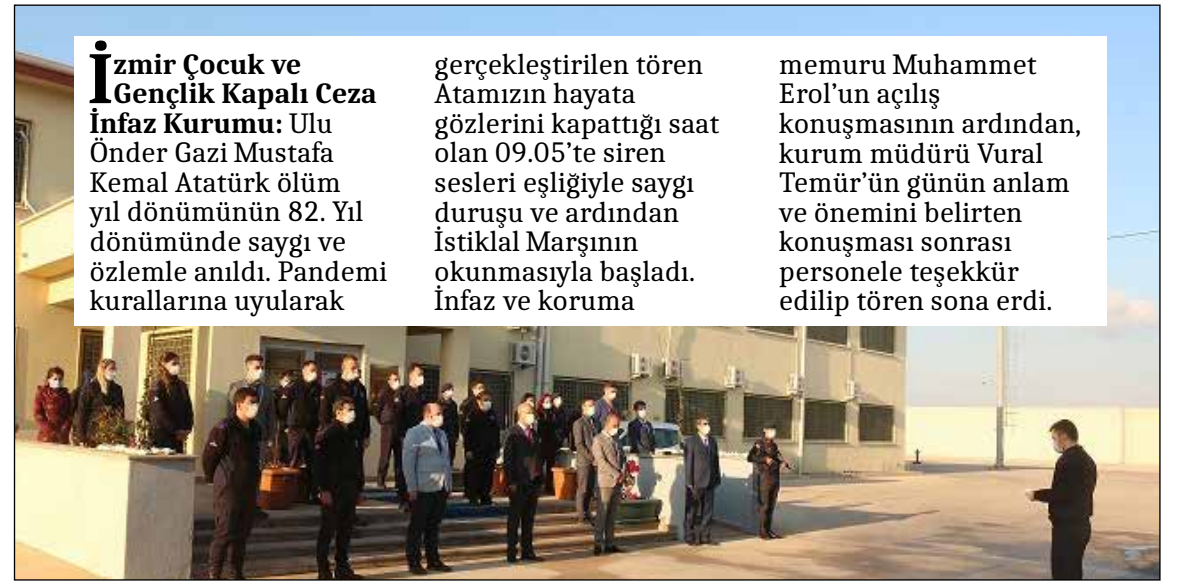 İzmir Çocuk ve
Gençlik Kapalı Ceza
İnfaz Kurumu: Ulu
Önder Gazi Mustafa
Kemal Atatürk ölüm
yıl dönümünün 82. Yıl
dönümünde saygı ve
özlemle anıldı. Pandemi
kurallarına uyularak
gerçekleştirilen tören
Atamızın hayata
gözlerini kapattığı saat
olan 09.05’te siren
sesleri eşliğiyle saygı
duruşu ve ardından
İstiklal Marşının
okunmasıyla başladı.
İnfaz ve koruma
memuru Muhammet
Erol’un açılış
konuşmasının ardından,
kurum müdürü Vural
Temür’ün günün anlam
ve önemini belirten
konuşması sonrası
personele teşekkür
edilip tören sona erdi.